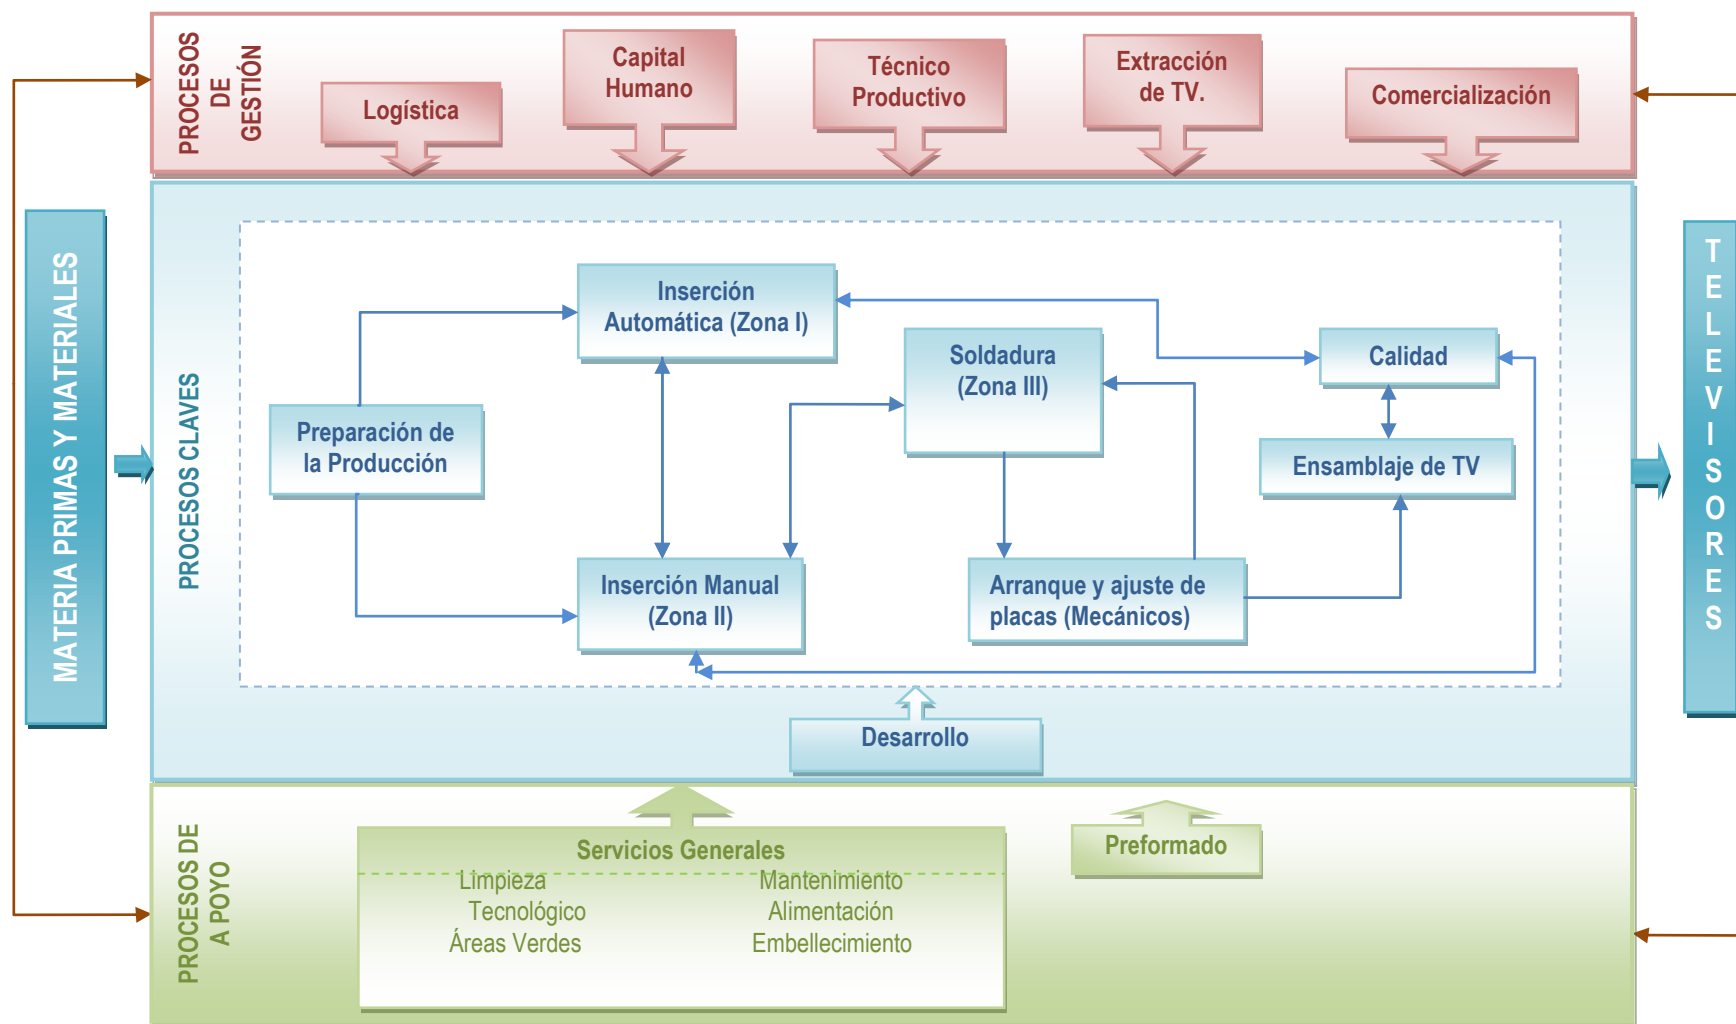 PROCESOS
DE
GESTIÓN
Logística
Capital
Humano
Técnico
Productivo
Extracción
de TV.
Comercialización
MATERIA PRIMAS Y MATERIALES
PROCESOS CLAVES
Inserción
Automática (Zona I)
Soldadura
(Zona III)
Calidad
Preparación de
la Producción
Ensamblaje de TV
Inserción Manual
(Zona II)
Arranque y ajuste de
placas (Mecánicos)
Desarrollo
TELEVISORES
PROCESOS DE
A POYO
Servicios Generales
Limpieza Mantenimiento
Tecnológico Alimentación
Áreas Verdes Embellecimiento
Preformado